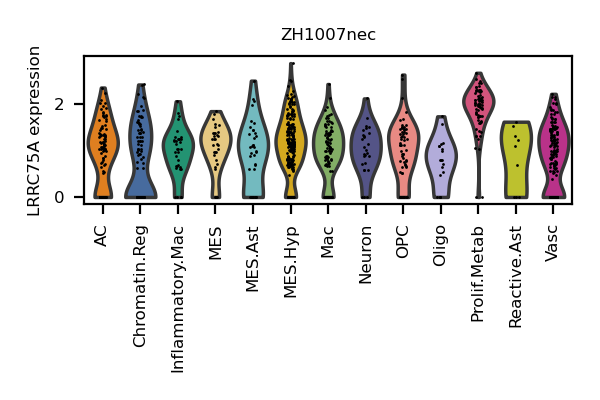 ZH1007nec
LRRC75A expression
2
0
AC
Chromatin.Reg
Inflammatory.Mac
MES
MES.Ast
MES.Hyp
Mac
Neuron
OPC
Oligo
Prolif.Metab
Reactive.Ast
Vasc